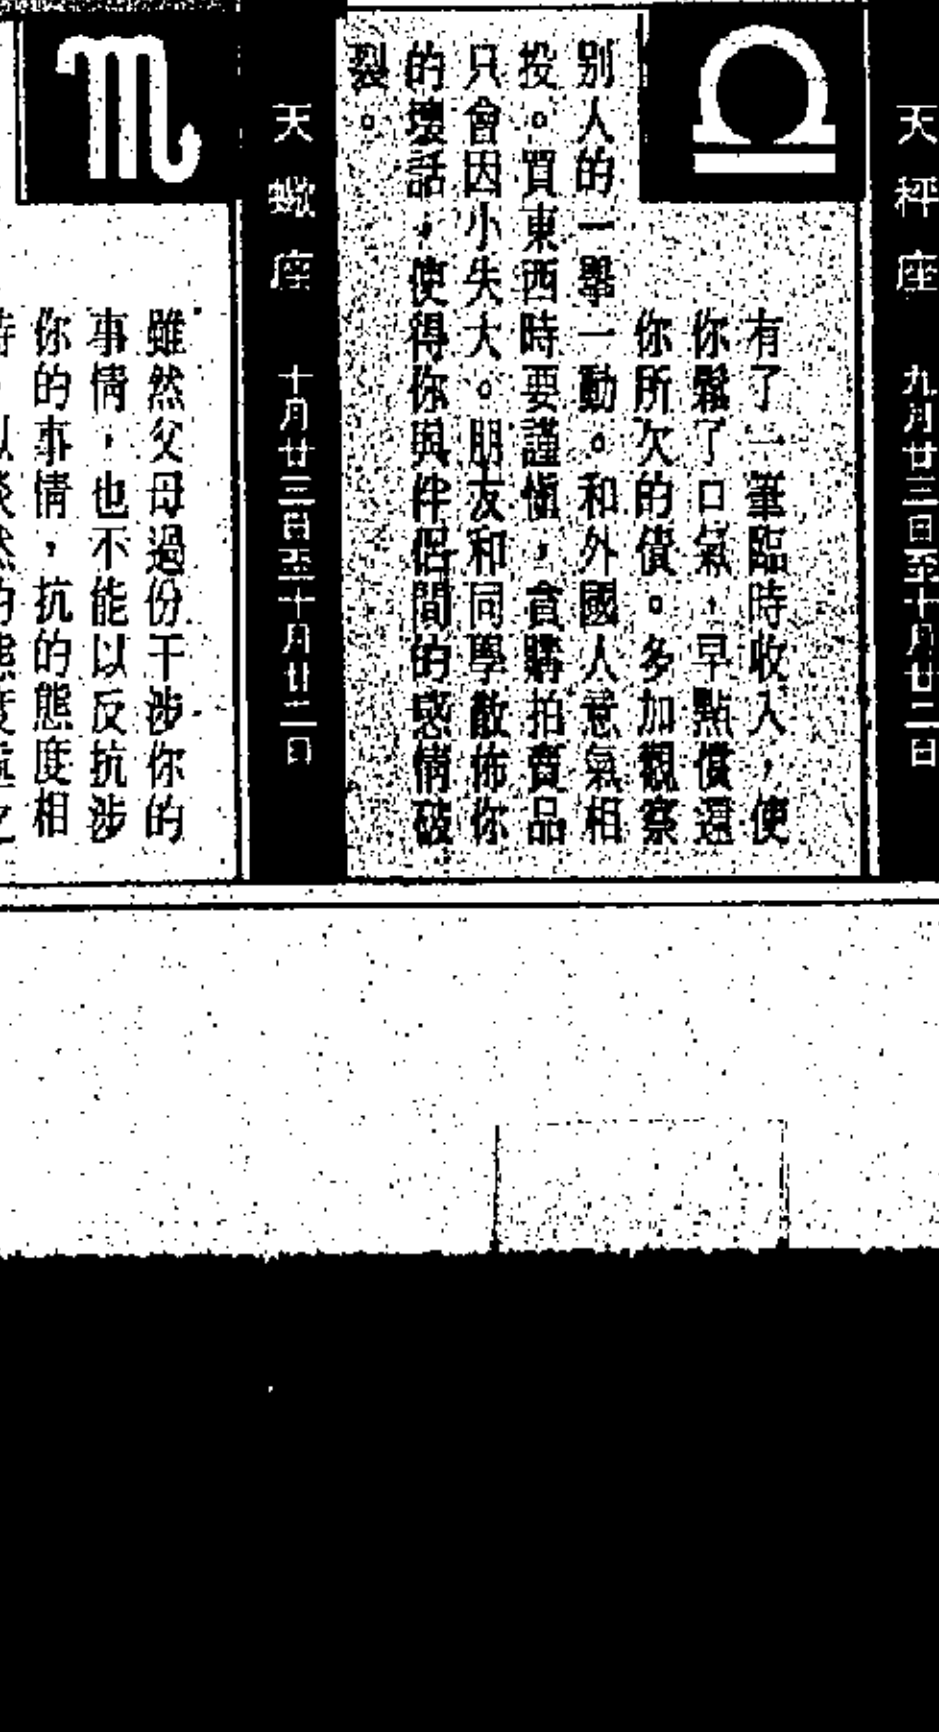 天秤座 九月廿三日至十月廿二日
有了一筆臨時收入，使
你鬆了口氣，早點償還
你所欠的債。多加觀察
別人的一舉一動。和外國人意氣相
投。買東西時要謹慎，貪購拍賣品
只會因小失大。朋友和同學散佈你
的壞話，使得你與伴侶間的感情破
裂。
天蠍座 十月廿三日至十一月廿二日
雖然父母過份干涉你的
事情，也不能以反抗涉
你的事情，抗的態度相